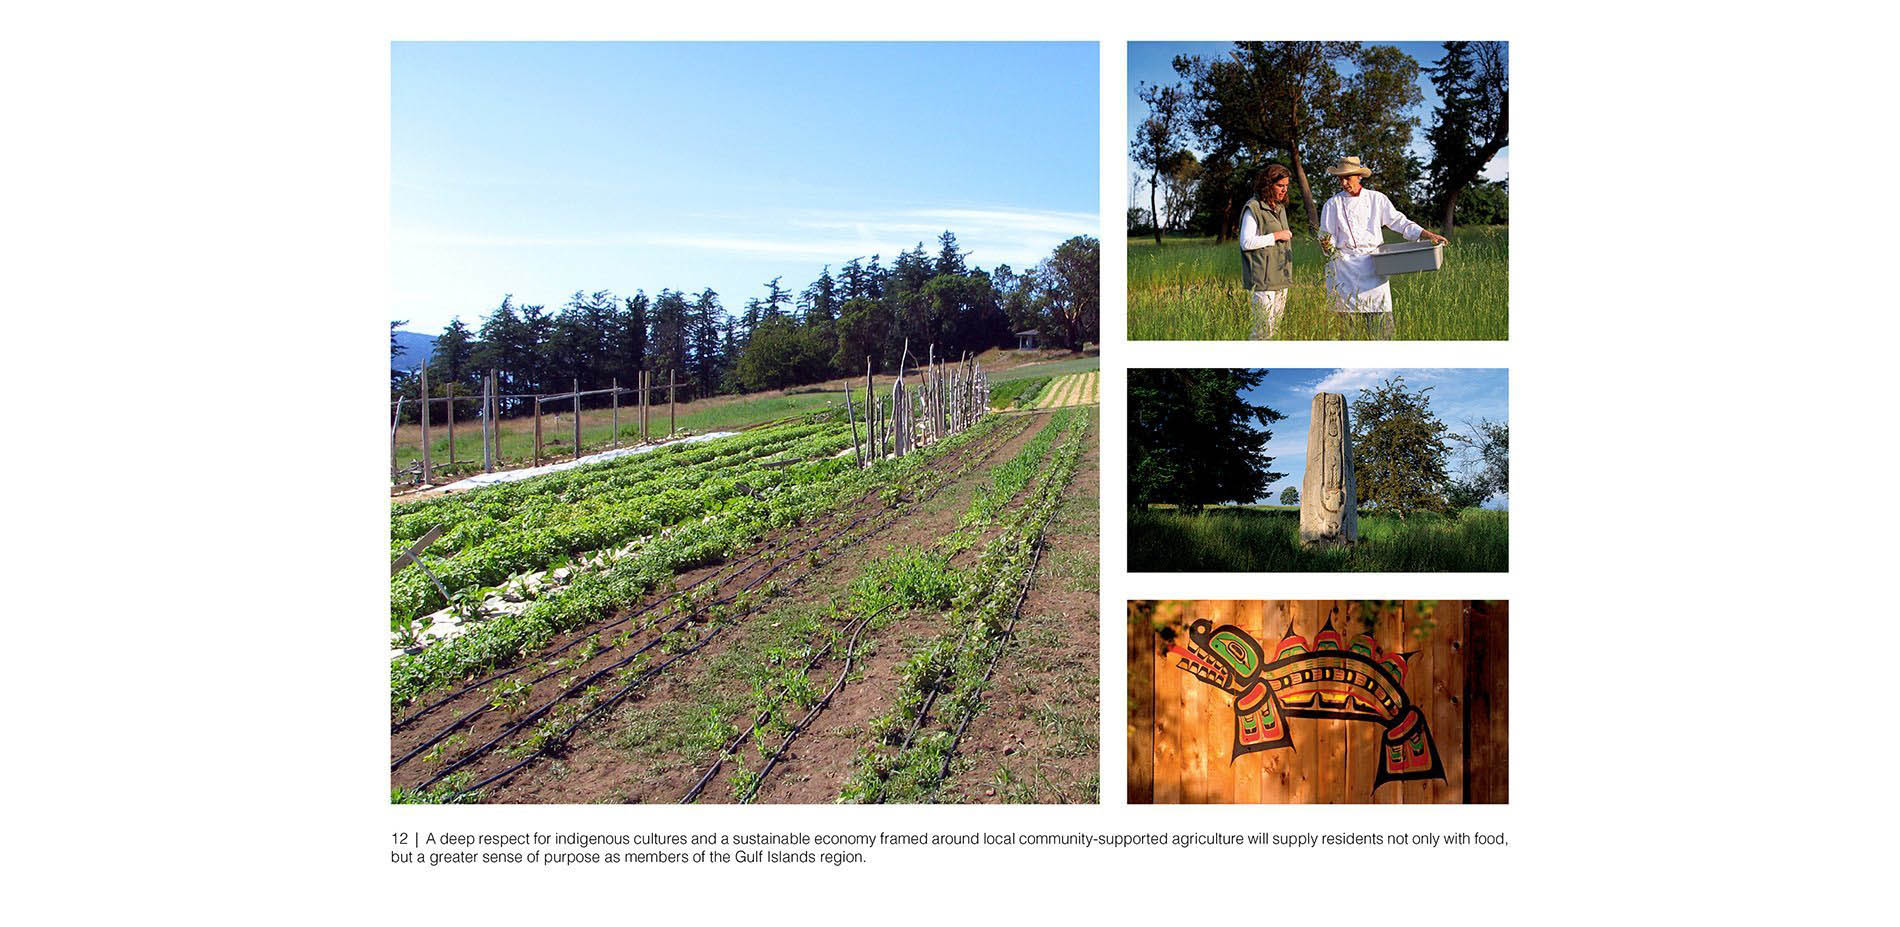 12 | A deep respect for indigenous cultures and a sustainable economy framed around local community-supported agriculture will supply residents not only with food,
but a greater sense of purpose as members of the Gulf Islands region.